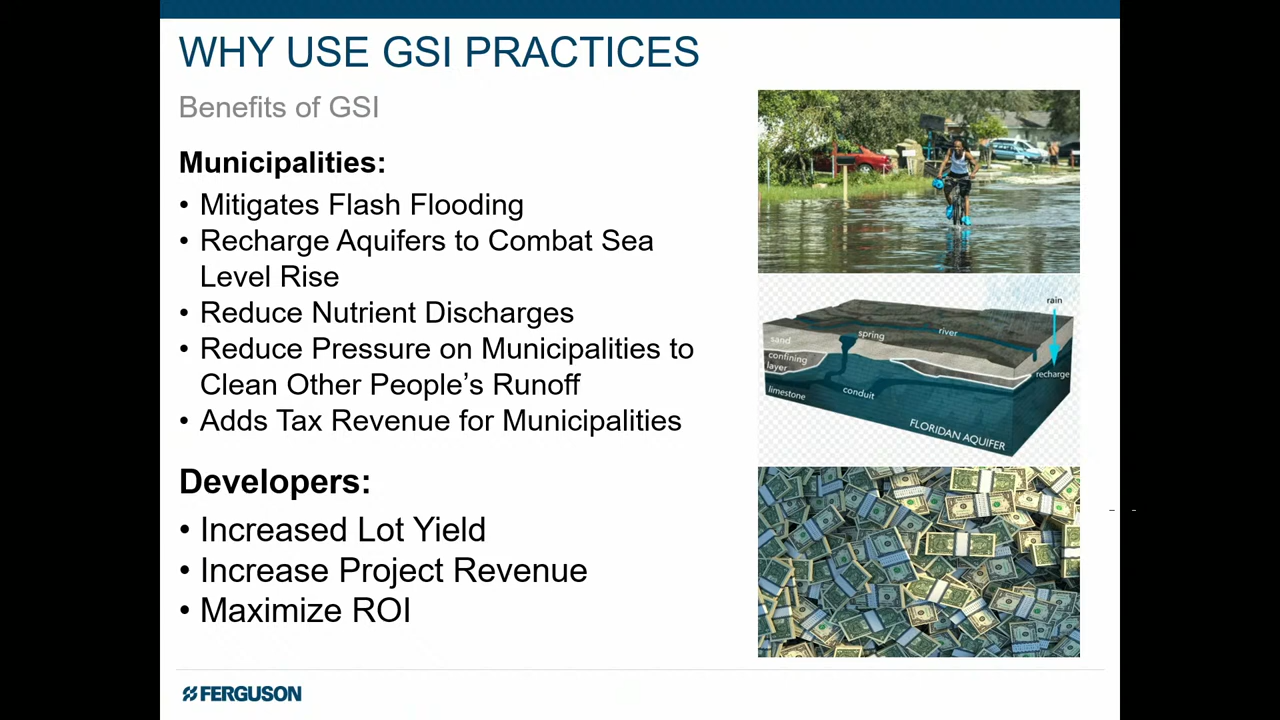 WHY USE GSI PRACTICES
Benefits of GSI
Municipalities:
• Mitigates Flash Flooding
• Recharge Aquifers to Combat Sea
Level Rise
• Reduce Nutrient Discharges
• Reduce Pressure on Municipalities to
Clean Other People’s Runoff
• Adds Tax Revenue for Municipalities
Developers:
• Increased Lot Yield
• Increase Project Revenue
• Maximize ROI
rain
spring
river
sand
confining
layer
recharge
limestone
conduit
FLORIDAN AQUIFER
FERGUSON